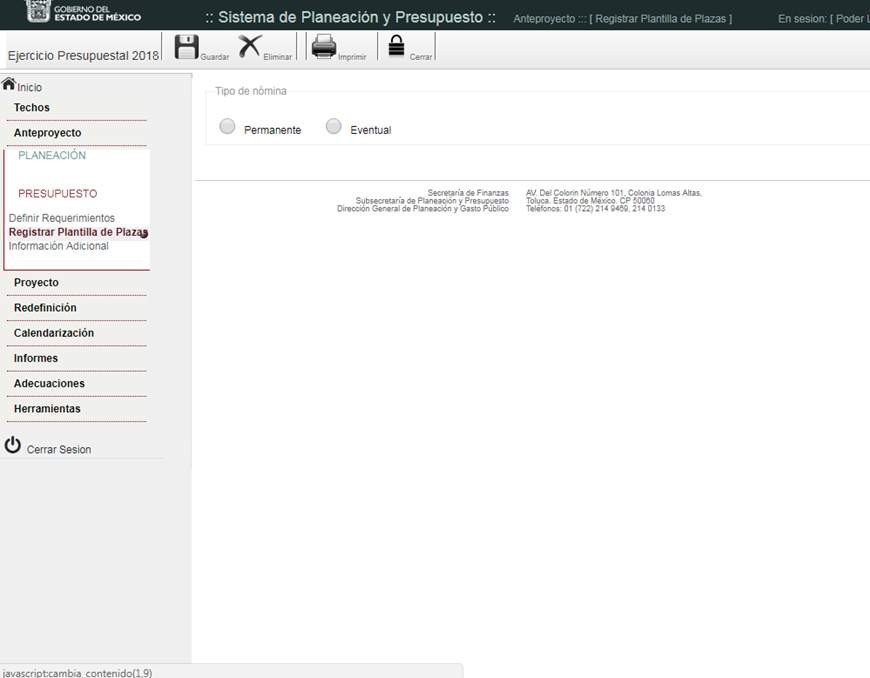 GOBIERNO DEL
ESTADO DE MÉXICO
:: Sistema de Planeación y Presupuesto ::
Anteproyecto ::: [ Registrar Plantilla de Plazas ]
En sesion: [ Poder
Ejercicio Presupuestal 2018
Guardar
Eliminar
Imprimir
Cerrar
Inicio
Techos
Anteproyecto
PLANEACIÓN
PRESUPUESTO
Definir Requerimientos
Registrar Plantilla de Plazas
Información Adicional
Proyecto
Redefinición
Calendarización
Informes
Adecuaciones
Herramientas
Cerrar Sesion
Tipo de nómina
Permanente
Eventual
Secretaría de Finanzas
Subsecretaría de Planeación y Presupuesto
Dirección General de Planeación y Gasto Público
AV. Del Colorin Número 101, Colonia Lomas Altas,
Toluca. Estado de México. CP 50060
Teléfonos: 01 (722) 214 9469, 214 0133
javascript:cambia_contenido(1,9)